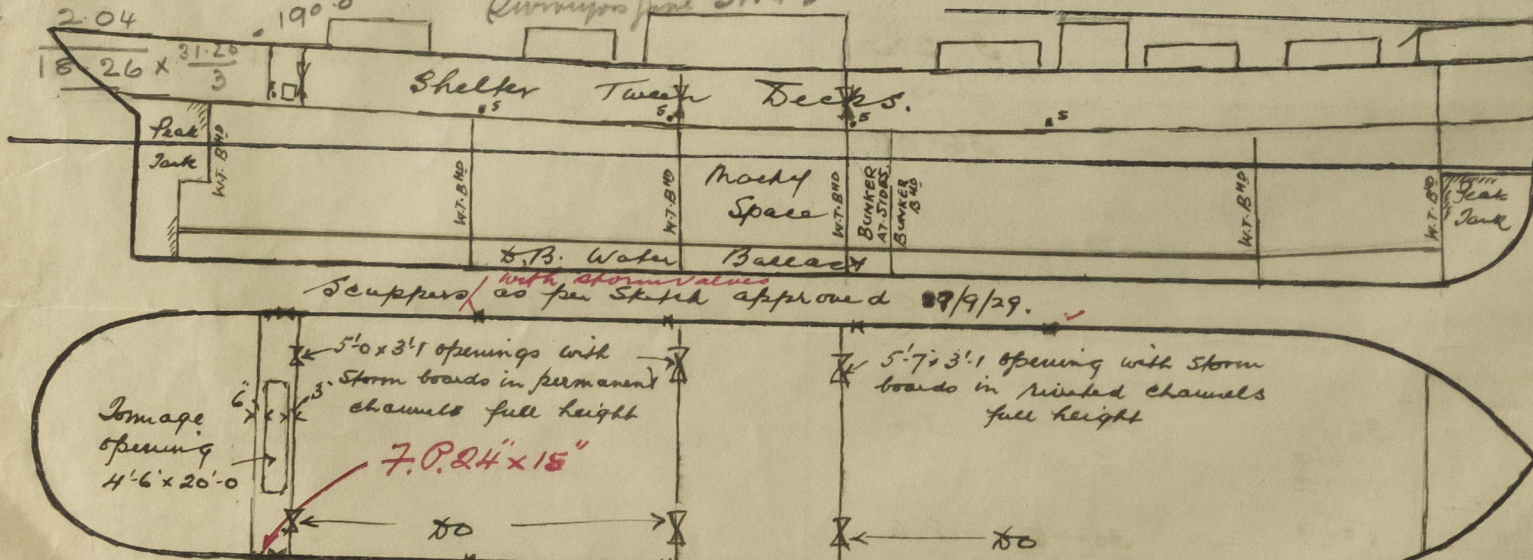 2.04
18.26 × 31.26
3
190.0
Shelter Tween Decks.
s
s
s
s
Peak
Tank
W.T. BHD
W.T. BHD
W.T. BHD
Machy
Space
W.T. BHD
BUNKER
AT SIDES.
BUNKER
BHD
W.T. BHD
W.T. BHD
Peak
Tank
D.B. Water Ballast
with storm valves
Scuppers / as per Sketch approved 27/9/29.
5'-0 x 3'-1 openings with
Storm boards in permanent
channels full height
5'-7 x 3'-1 opening with Storm
boards in riveted channels
full height
6"
3'
Tonnage
opening
4'-6" x 20'-0
F.P. 24" x 15"
DO
DO